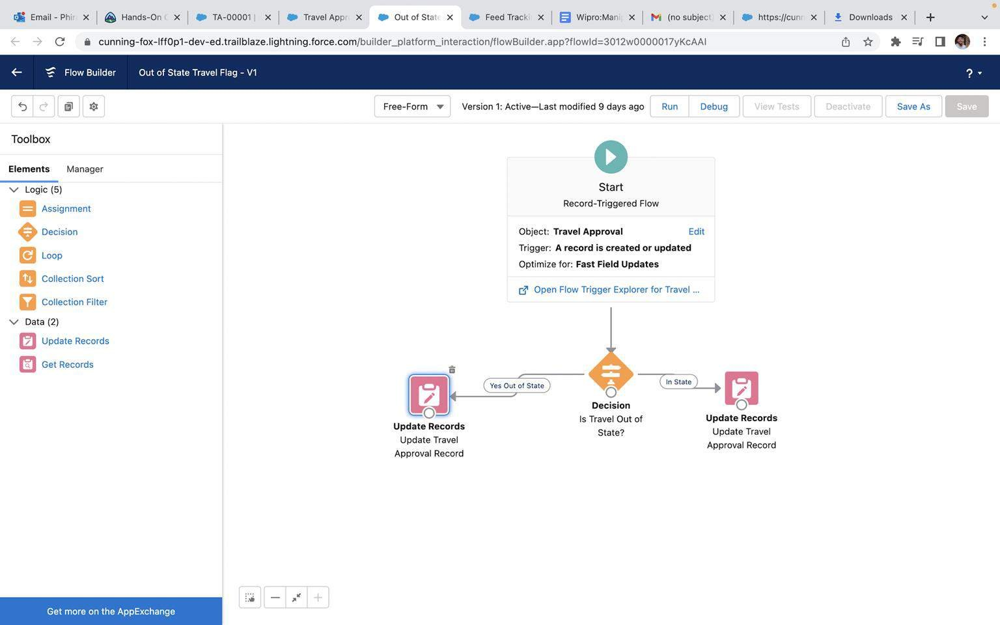 Email - Phir
Hands-On C
TA-00001 |
Travel Appr
Out of State
Feed Tracki
Wipro:Mani
(no subject
https://cunn
Downloads
cunning-fox-lff0p1-dev-ed.trailblaze.lightning.force.com/builder_platform_interaction/flowBuilder.app?flowId=3012w0000017yKcAAI
Flow Builder
Out of State Travel Flag - V1
?
Free-Form
Version 1: Active—Last modified 9 days ago
Run
Debug
View Tests
Deactivate
Save As
Save
Toolbox
Elements
Manager
Logic (5)
Assignment
Decision
Loop
Collection Sort
Collection Filter
Data (2)
Update Records
Get Records
Get more on the AppExchange
Start
Record-Triggered Flow
Object: Travel Approval
Edit
Trigger: A record is created or updated
Optimize for: Fast Field Updates
Open Flow Trigger Explorer for Travel ...
Yes Out of State
In State
Decision
Is Travel Out of
State?
Update Records
Update Travel
Approval Record
Update Records
Update Travel
Approval Record